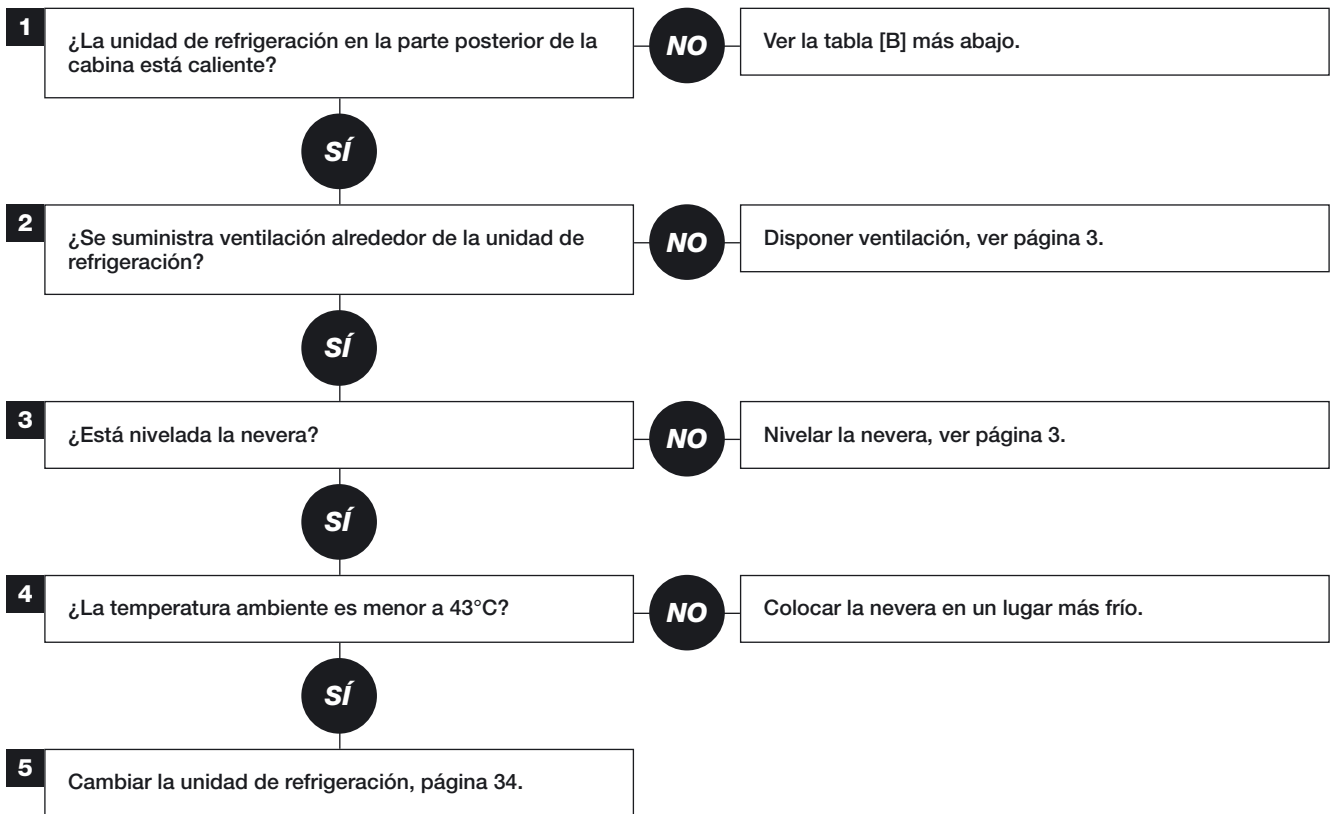 1
¿La unidad de refrigeración en la parte posterior de la
cabina está caliente?
NO
Ver la tabla [B] más abajo.
SÍ
2
¿Se suministra ventilación alrededor de la unidad de
refrigeración?
NO
Disponer ventilación, ver página 3.
SÍ
3
¿Está nivelada la nevera?
NO
Nivelar la nevera, ver página 3.
SÍ
4
¿La temperatura ambiente es menor a 43°C?
NO
Colocar la nevera en un lugar más frío.
SÍ
5
Cambiar la unidad de refrigeración, página 34.